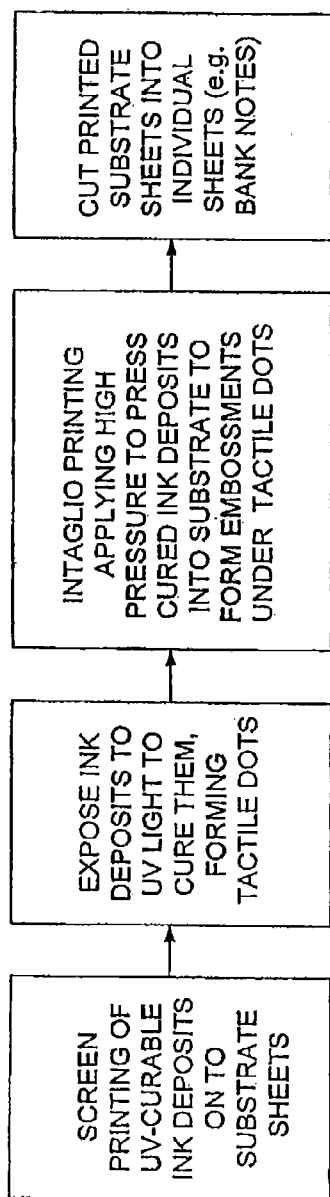 SCREEN
PRINTING OF
UV-CURABLE
INK DEPOSITS
ON TO
SUBSTRATE
SHEETS
EXPOSE INK
DEPOSITS TO
UV LIGHT TO
CURE THEM,
FORMING
TACTILE DOTS
INTAGLIO PRINTING
APPLYING HIGH
PRESSURE TO PRESS
CURED INK DEPOSITS
INTO SUBSTRATE TO
FORM EMBOSSMENTS
UNDER TACTILE DOTS
CUT PRINTED
SUBSTRATE
SHEETS INTO
INDIVIDUAL
SHEETS (e.g.
BANK NOTES)